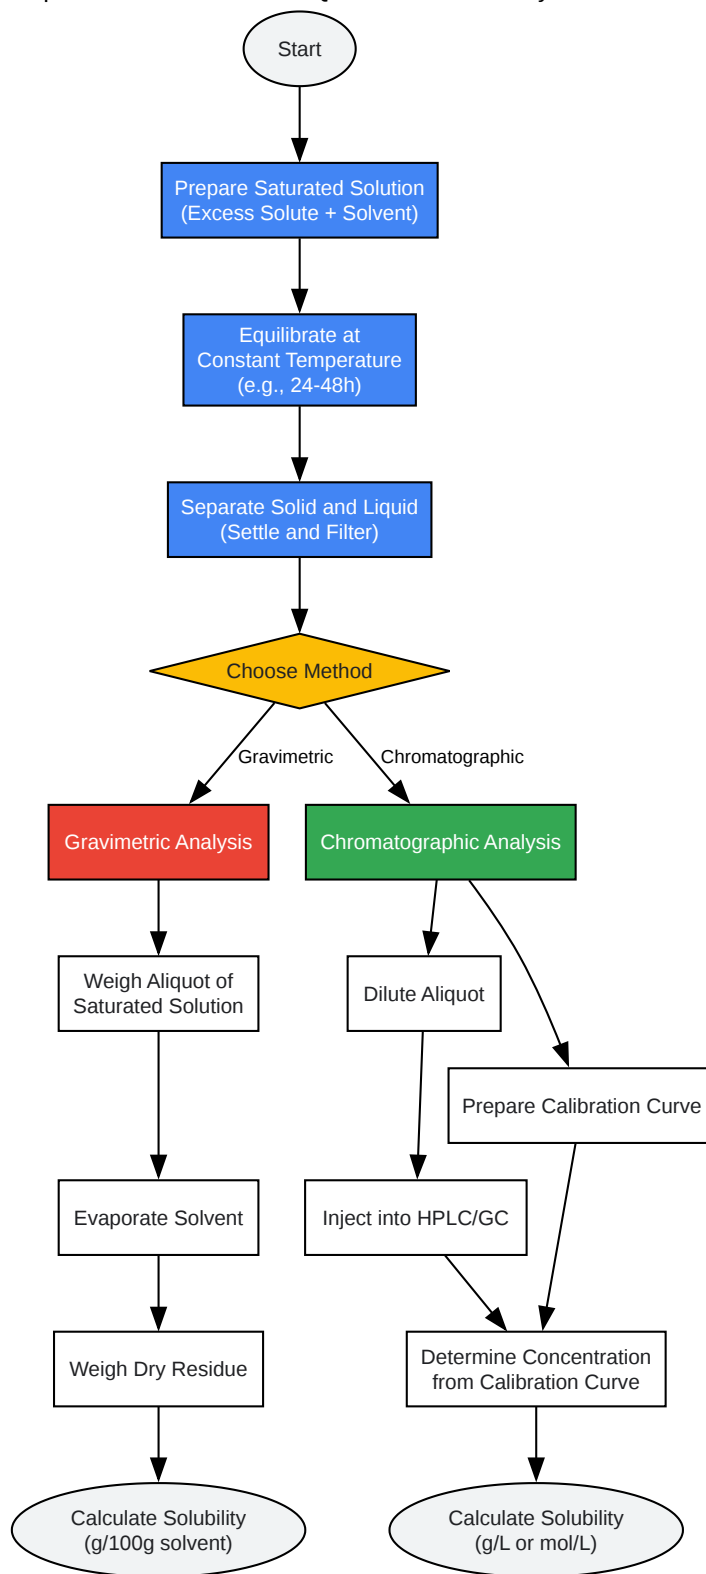 Start
Prepare Saturated Solution
(Excess Solute + Solvent)
Equilibrate at
Constant Temperature
(e.g., 24-48h)
Separate Solid and Liquid
(Settle and Filter)
Choose Method
Gravimetric
Chromatographic
Gravimetric Analysis
Chromatographic Analysis
Weigh Aliquot of
Saturated Solution
Dilute Aliquot
Prepare Calibration Curve
Evaporate Solvent
Inject into HPLC/GC
Weigh Dry Residue
Determine Concentration
from Calibration Curve
Calculate Solubility
(g/100g solvent)
Calculate Solubility
(g/L or mol/L)